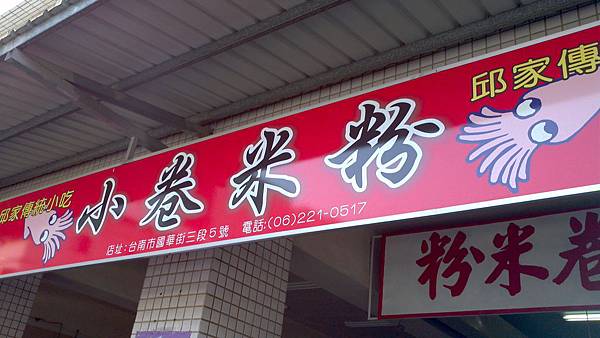 邱家傳統小吃
小卷米粉
店址:台南市國華街三段5號 電話:(06)221-0517
邱家傳
粉米卷